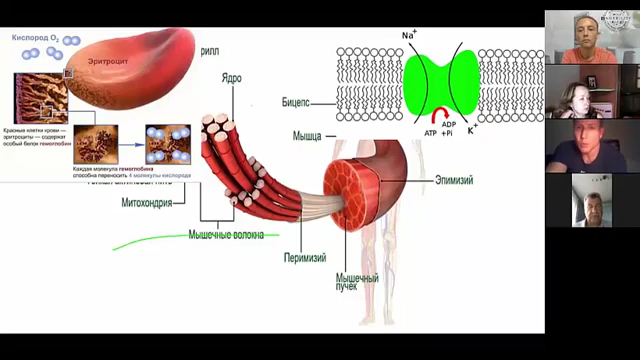 Кислород O₂
Эритроцит
Красные клетки крови —
эритроциты — содержат
особый белок гемоглобин
Каждая молекула гемоглобина
способна переносить 4 молекулы кислорода
Ядро
Митохондрия
Мышечные волокна
Перимизий
Мышечный
пучек
Эпимизий
Бицепс
Мышца
Na⁺
ATP
ADP
+Pi
K⁺